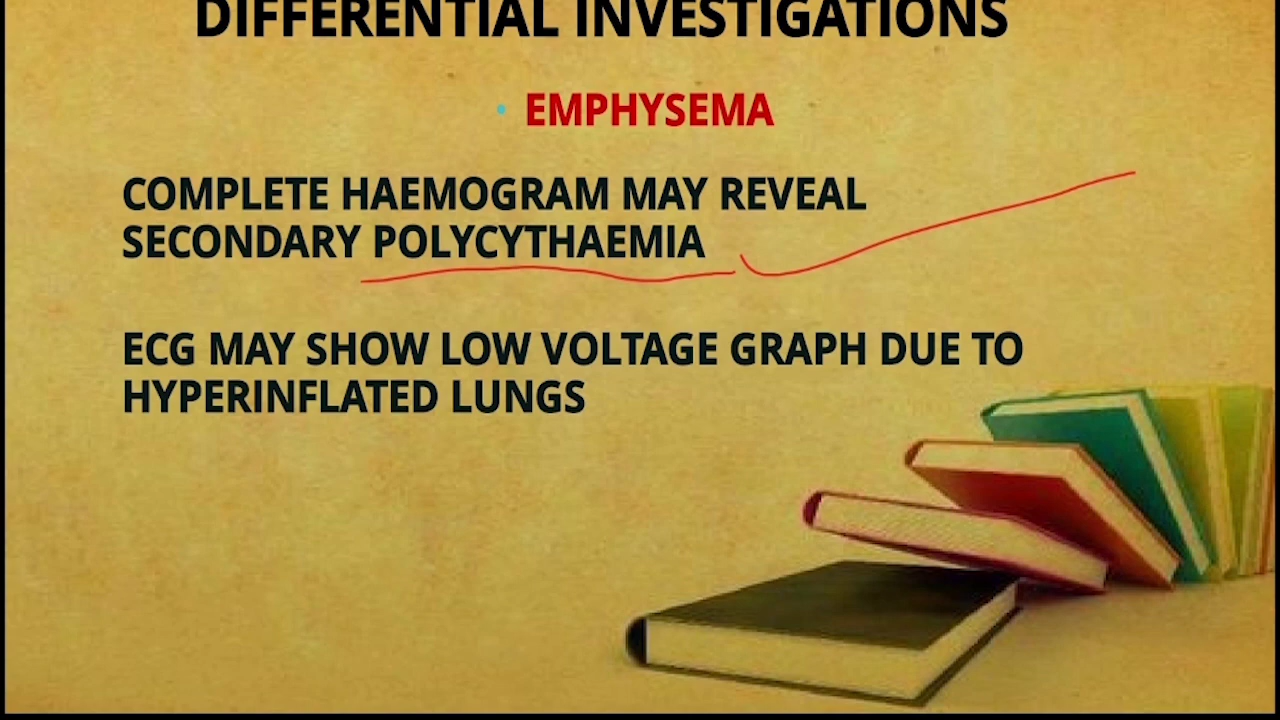 DIFFERENTIAL INVESTIGATIONS
• EMPHYSEMA
COMPLETE HAEMOGRAM MAY REVEAL
SECONDARY POLYCYTHAEMIA
ECG MAY SHOW LOW VOLTAGE GRAPH DUE TO
HYPERINFLATED LUNGS